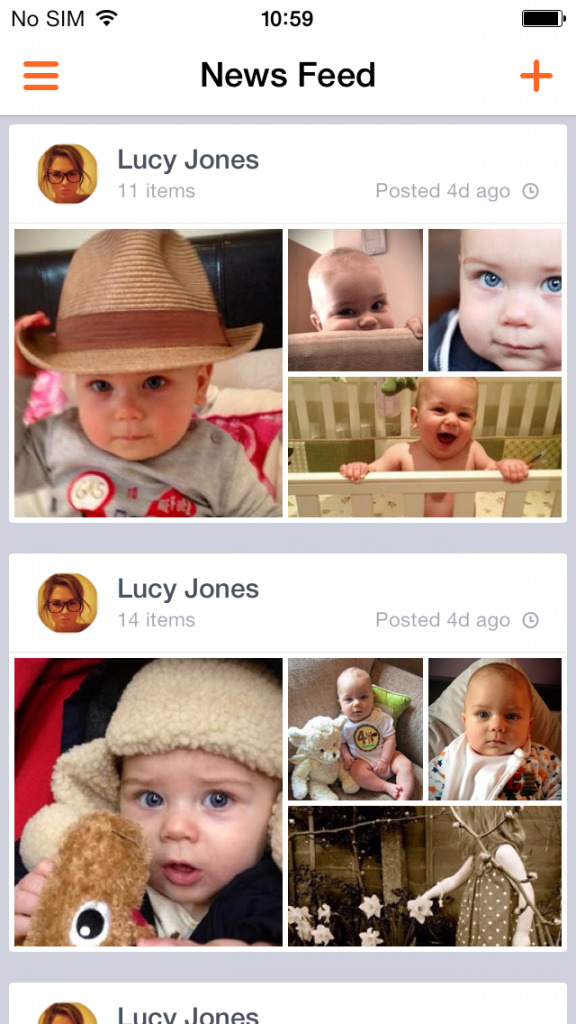 No SIM 10:59
News Feed
Lucy Jones
11 items Posted 4d ago
Lucy Jones
14 items Posted 4d ago
Lucy Jones